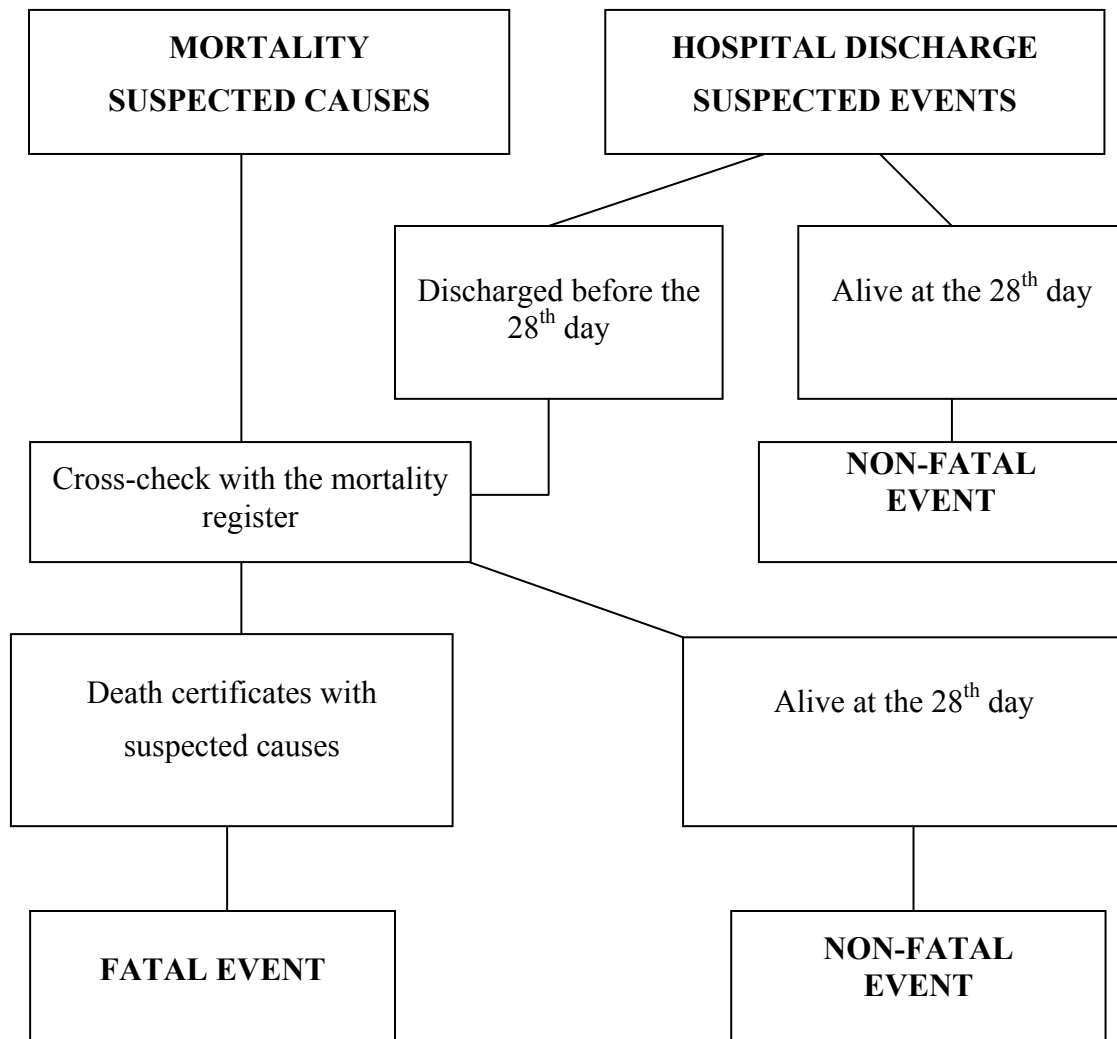 MORTALITY
SUSPECTED CAUSES
HOSPITAL DISCHARGE
SUSPECTED EVENTS
Discharged before the
28th day
Alive at the 28th day
Cross-check with the mortality
register
NON-FATAL
EVENT
Death certificates with
suspected causes
Alive at the 28th day
FATAL EVENT
NON-FATAL
EVENT